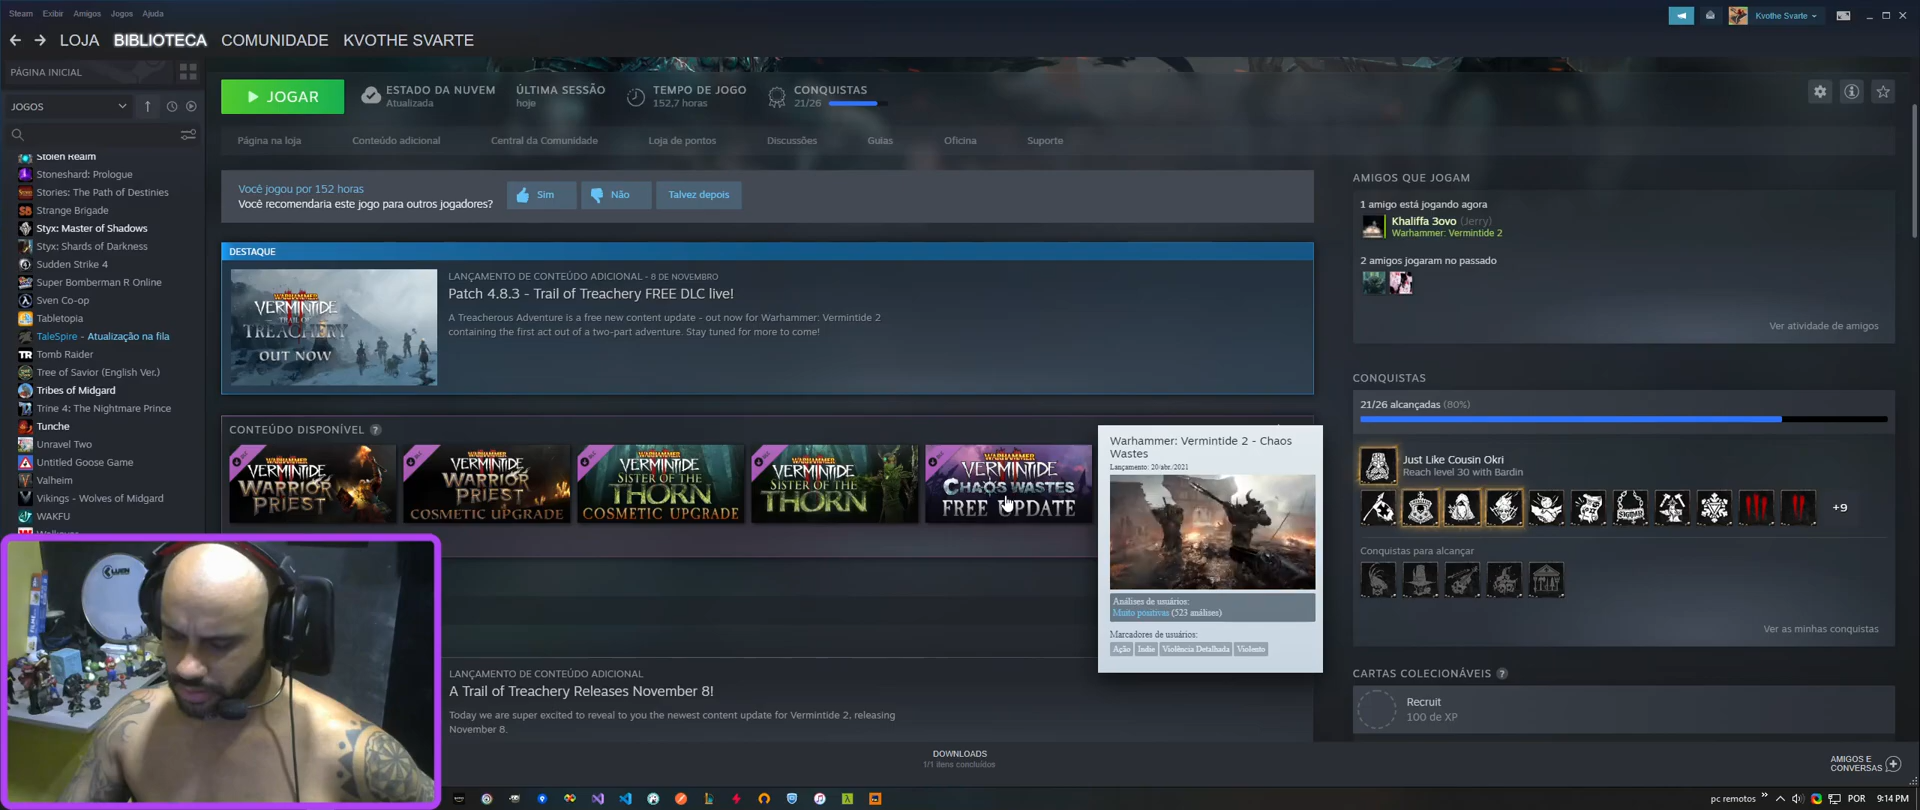 Steam Exibir Amigos Jogos Ajuda
Kvothe Svarte
LOJA BIBLIOTECA COMUNIDADE KVOTHE SVARTE
PÁGINA INICIAL
JOGOS
Stolen Realm
Stoneshard: Prologue
Stories: The Path of Destinies
Strange Brigade
Styx: Master of Shadows
Styx: Shards of Darkness
Sudden Strike 4
Super Bomberman R Online
Sven Co-op
Tabletopia
TaleSpire - Atualização na fila
Tomb Raider
Tree of Savior (English Ver.)
Tribes of Midgard
Trine 4: The Nightmare Prince
Tunche
Unravel Two
Untitled Goose Game
Valheim
Vikings - Wolves of Midgard
WAKFU
JOGAR
ESTADO DA NUVEM
Atualizada
ÚLTIMA SESSÃO
hoje
TEMPO DE JOGO
152,7 horas
CONQUISTAS
21/26
Página na loja Conteúdo adicional Central da Comunidade Loja de pontos Discussões Guias Oficina Suporte
Você jogou por 152 horas
Você recomendaria este jogo para outros jogadores?
Sim Não Talvez depois
DESTAQUE
WARHAMMER
VERMINTIDE
TRAIL OF
TREACHERY
OUT NOW
LANÇAMENTO DE CONTEÚDO ADICIONAL - 8 DE NOVEMBRO
Patch 4.8.3 - Trail of Treachery FREE DLC live!
A Treacherous Adventure is a free new content update - out now for Warhammer: Vermintide 2
containing the first act out of a two-part adventure. Stay tuned for more to come!
CONTEÚDO DISPONÍVEL ?
WARHAMMER
VERMINTIDE
WARRIOR
PRIEST
WARHAMMER
VERMINTIDE
WARRIOR
PRIEST
COSMETIC UPGRADE
WARHAMMER
VERMINTIDE
SISTER OF THE
THORN
COSMETIC UPGRADE
WARHAMMER
VERMINTIDE
SISTER OF THE
THORN
WARHAMMER
VERMINTIDE
CHAOS WASTES
FREE UPDATE
Warhammer: Vermintide 2 - Chaos
Wastes
Lançamento: 20/abr./2021
Análises de usuários:
Muito positivas (523 análises)
Marcadores de usuários:
Ação Indie Violência Detalhada Violento
LANÇAMENTO DE CONTEÚDO ADICIONAL
A Trail of Treachery Releases November 8!
Today we are super excited to reveal to you the newest content update for Vermintide 2, releasing
November 8.
AMIGOS QUE JOGAM
1 amigo está jogando agora
Khaliffa 3ovo (Jerry)
Warhammer: Vermintide 2
2 amigos jogaram no passado
Ver atividade de amigos
CONQUISTAS
21/26 alcançadas (80%)
Just Like Cousin Okri
Reach level 30 with Bardin
+9
Conquistas para alcançar
Ver as minhas conquistas
CARTAS COLECIONÁVEIS ?
Recruit
100 de XP
DOWNLOADS
1/1 itens concluídos
AMIGOS E
CONVERSAS
pc remotos POR 9:14 PM